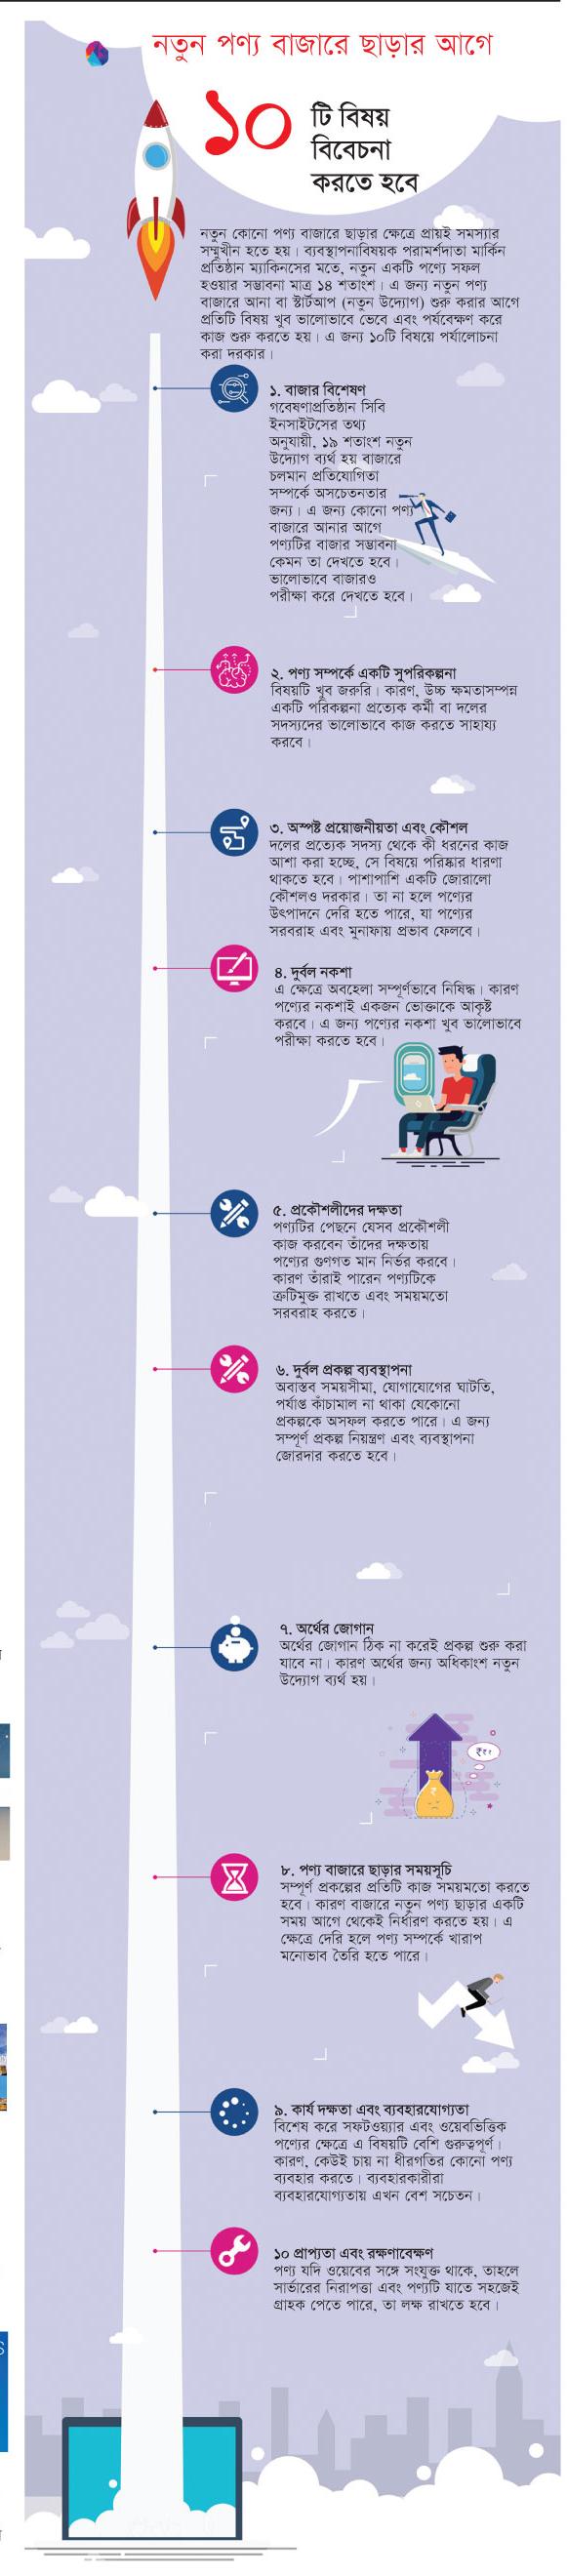 নতুন পণ্য বাজারে ছাড়ার আগে
১০ টি বিষয়
বিবেচনা
করতে হবে
নতুন কোনো পণ্য বাজারে ছাড়ার ক্ষেত্রে প্রায়ই সমস্যার
সম্মুখীন হতে হয়। ব্যবস্থাপনাবিষয়ক পরামর্শদাতা মার্কিন
প্রতিষ্ঠান ম্যাকিনসের মতে, নতুন একটি পণ্যে সফল
হওয়ার সম্ভাবনা মাত্র ১৪ শতাংশ। এ জন্য নতুন পণ্য
বাজারে আনা বা স্টার্টআপ (নতুন উদ্যোগ) শুরু করার আগে
প্রতিটি বিষয় খুব ভালোভাবে ভেবে এবং পর্যবেক্ষণ করে
কাজ শুরু করতে হয়। এ জন্য ১০টি বিষয়ে পর্যালোচনা
করা দরকার।
১. বাজার বিশেষণ
গবেষণাপ্রতিষ্ঠান সিবি
ইনসাইটসের তথ্য
অনুযায়ী, ১৯ শতাংশ নতুন
উদ্যোগ ব্যর্থ হয় বাজারে
চলমান প্রতিযোগিতা
সম্পর্কে অসচেতনতার
জন্য। এ জন্য কোনো পণ্য
বাজারে আনার আগে
পণ্যটির বাজার সম্ভাবনা
কেমন তা দেখতে হবে।
ভালোভাবে বাজারও
পরীক্ষা করে দেখতে হবে।
২. পণ্য সম্পর্কে একটি সুপরিকল্পনা
বিষয়টি খুব জরুরি। কারণ, উচ্চ ক্ষমতাসম্পন্ন
একটি পরিকল্পনা প্রত্যেক কর্মী বা দলের
সদস্যদের ভালোভাবে কাজ করতে সাহায্য
করবে।
৩. অস্পষ্ট প্রয়োজনীয়তা এবং কৌশল
দলের প্রত্যেক সদস্য থেকে কী ধরনের কাজ
আশা করা হচ্ছে, সে বিষয়ে পরিষ্কার ধারণা
থাকতে হবে। পাশাপাশি একটি জোরালো
কৌশলও দরকার। তা না হলে পণ্যের
উৎপাদনে দেরি হতে পারে, যা পণ্যের
সরবরাহ এবং মুনাফায় প্রভাব ফেলবে।
৪. দুর্বল নকশা
এ ক্ষেত্রে অবহেলা সম্পূর্ণভাবে নিষিদ্ধ। কারণ
পণ্যের নকশাই একজন ভোক্তাকে আকৃষ্ট
করবে। এ জন্য পণ্যের নকশা খুব ভালোভাবে
পরীক্ষা করতে হবে।
৫. প্রকৌশলীদের দক্ষতা
পণ্যটির পেছনে যেসব প্রকৌশলী
কাজ করবেন তাঁদের দক্ষতায়
পণ্যের গুণগত মান নির্ভর করবে।
কারণ তাঁরাই পারেন পণ্যটিকে
ত্রুটিমুক্ত রাখতে এবং সময়মতো
সরবরাহ করতে।
৬. দুর্বল প্রকল্প ব্যবস্থাপনা
অবাস্তব সময়সীমা, যোগাযোগের ঘাটতি,
পর্যাপ্ত কাঁচামাল না থাকা যেকোনো
প্রকল্পকে অসফল করতে পারে। এ জন্য
সম্পূর্ণ প্রকল্প নিয়ন্ত্রণ এবং ব্যবস্থাপনা
জোরদার করতে হবে।
৭. অর্থের জোগান
অর্থের জোগান ঠিক না করেই প্রকল্প শুরু করা
যাবে না। কারণ অর্থের জন্য অধিকাংশ নতুন
উদ্যোগ ব্যর্থ হয়।
৮. পণ্য বাজারে ছাড়ার সময়সূচি
সম্পূর্ণ প্রকল্পের প্রতিটি কাজ সময়মতো করতে
হবে। কারণ বাজারে নতুন পণ্য ছাড়ার একটি
সময় আগে থেকেই নির্ধারণ করতে হয়। এ
ক্ষেত্রে দেরি হলে পণ্য সম্পর্কে খারাপ
মনোভাব তৈরি হতে পারে।
৯. কার্য দক্ষতা এবং ব্যবহারযোগ্যতা
বিশেষ করে সফটওয়্যার এবং ওয়েবভিত্তিক
পণ্যের ক্ষেত্রে এ বিষয়টি বেশি গুরুত্বপূর্ণ।
কারণ, কেউই চায় না ধীরগতির কোনো পণ্য
ব্যবহার করতে। ব্যবহারকারীরা
ব্যবহারযোগ্যতায় এখন বেশ সচেতন।
১০ প্রাপ্যতা এবং রক্ষণাবেক্ষণ
পণ্য যদি ওয়েবের সঙ্গে সংযুক্ত থাকে, তাহলে
সার্ভারের নিরাপত্তা এবং পণ্যটি যাতে সহজেই
গ্রাহক পেতে পারে, তা লক্ষ রাখতে হবে।